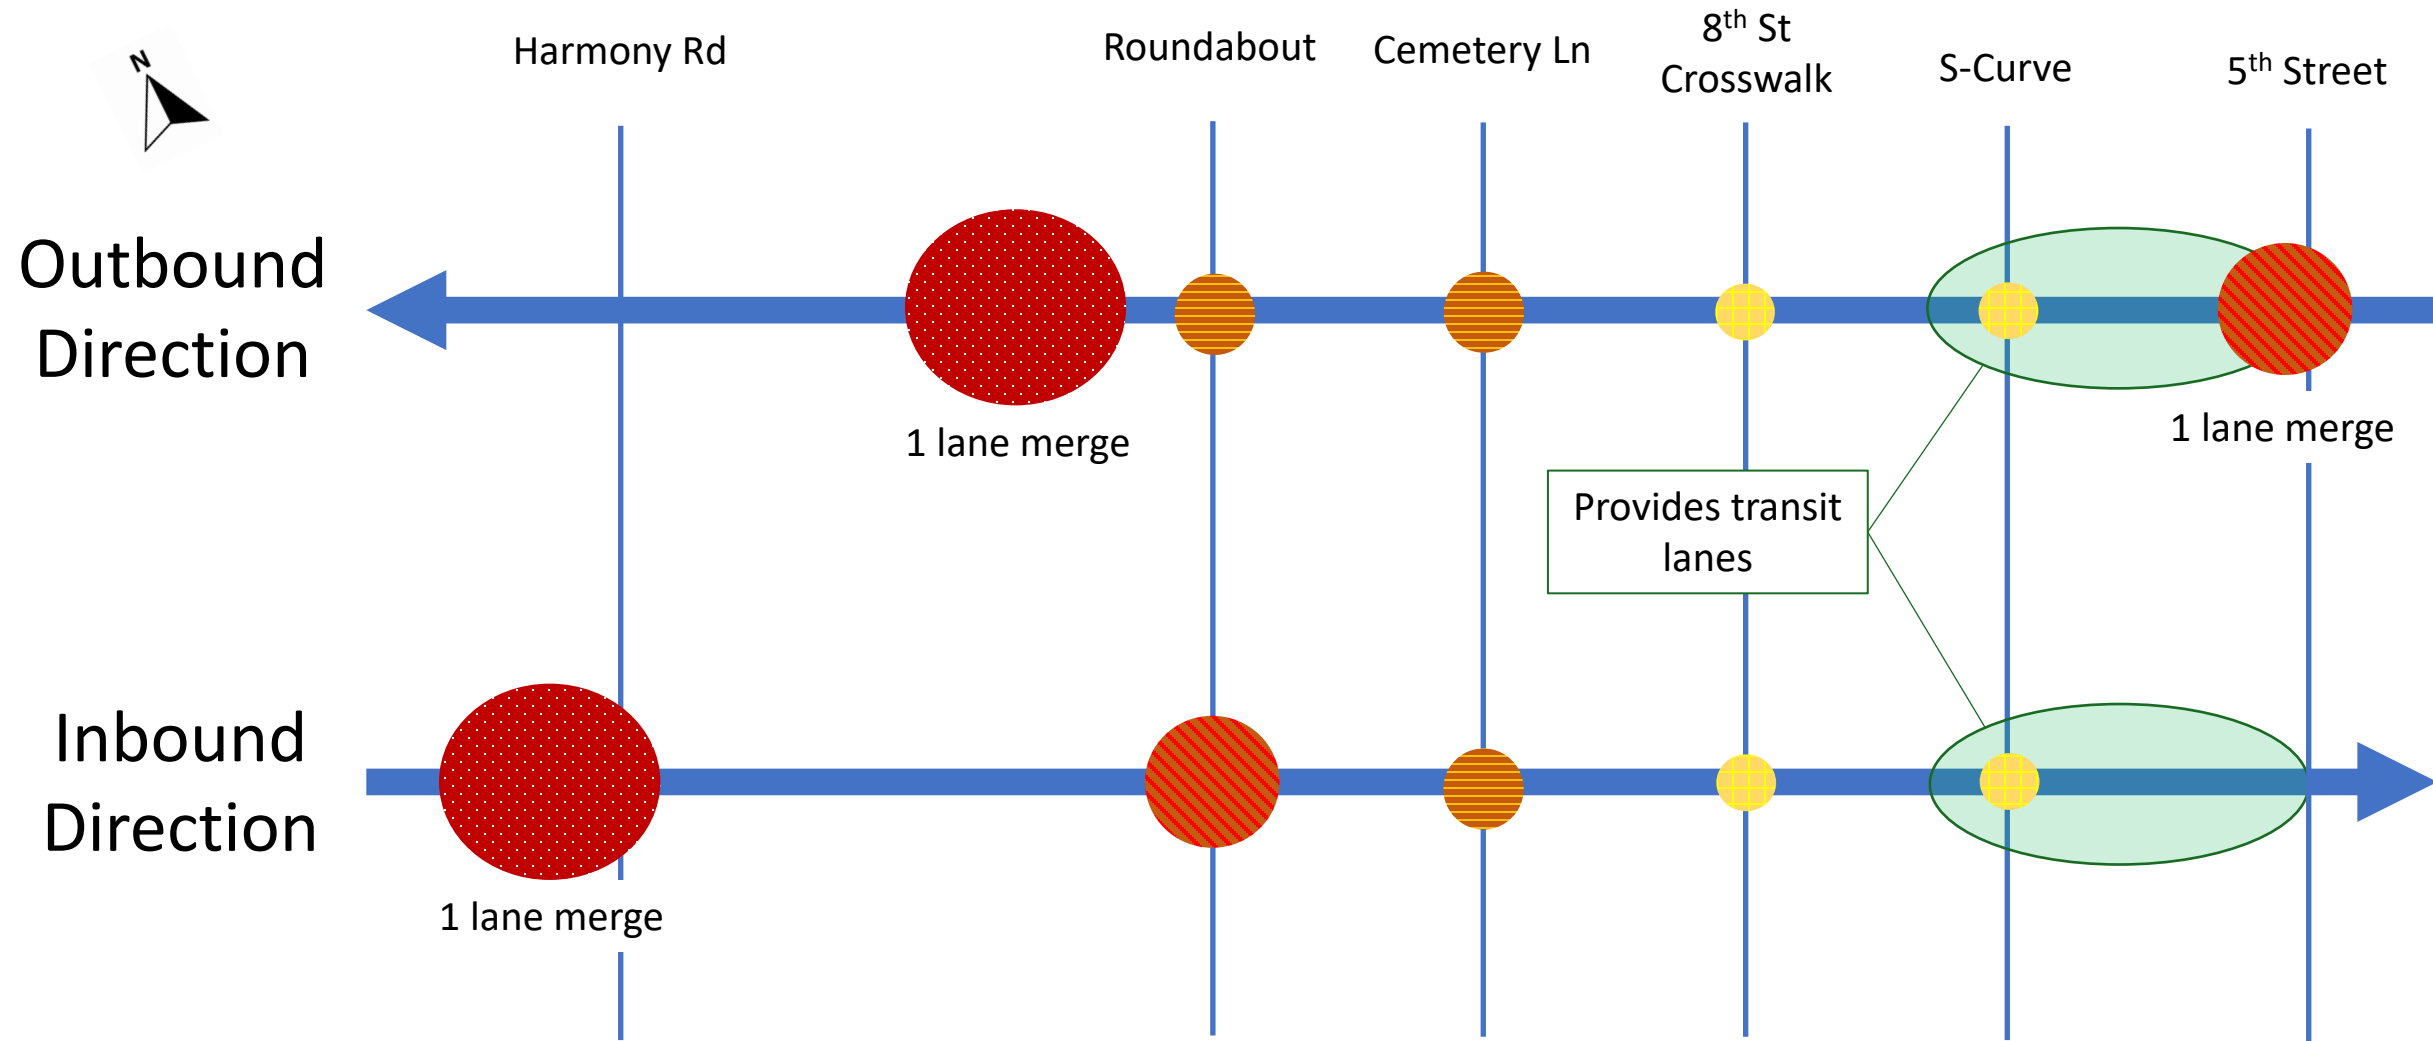 N
Harmony Rd
Roundabout
Cemetery Ln
8th St
Crosswalk
S-Curve
5th Street
Outbound
Direction
1 lane merge
1 lane merge
Provides transit
lanes
Inbound
Direction
1 lane merge